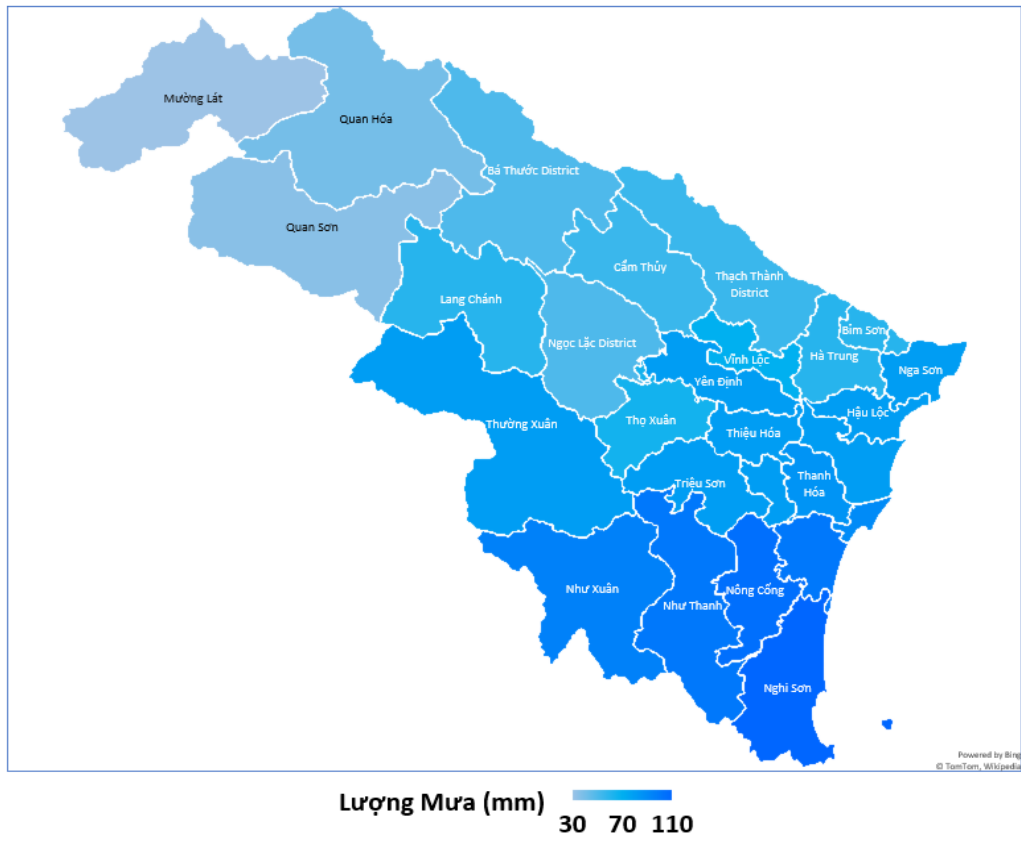 Mường Lát
Quan Hóa
Bá Thước District
Quan Sơn
Cẩm Thủy
Thạch Thành
District
Lang Chánh
Bỉm Sơn
Ngọc Lặc District
Vĩnh Lộc
Hà Trung
Nga Sơn
Yên Định
Hậu Lộc
Thường Xuân
Thọ Xuân
Thiệu Hóa
Triệu Sơn
Thanh
Hóa
Như Xuân
Nông Cống
Như Thanh
Nghi Sơn
Powered by Bing
© TomTom, Wikipedia
Lượng Mưa (mm)
30 70 110